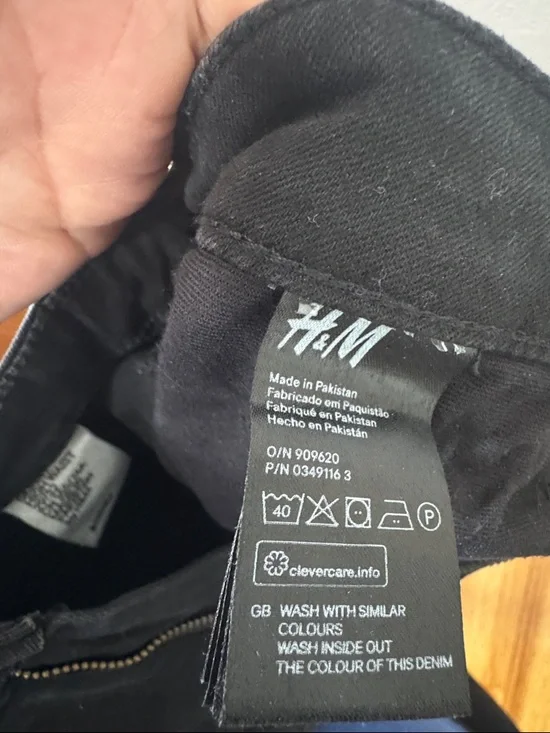 H&M
Made in Pakistan
Fabricado em Paquistão
Fabriqué en Pakistan
Hecho en Pakistán
O/N 909620
P/N 0349116 3
40 P
clevercare.info
GB WASH WITH SIMILAR
COLOURS
WASH INSIDE OUT
THE COLOUR OF THIS DENIM